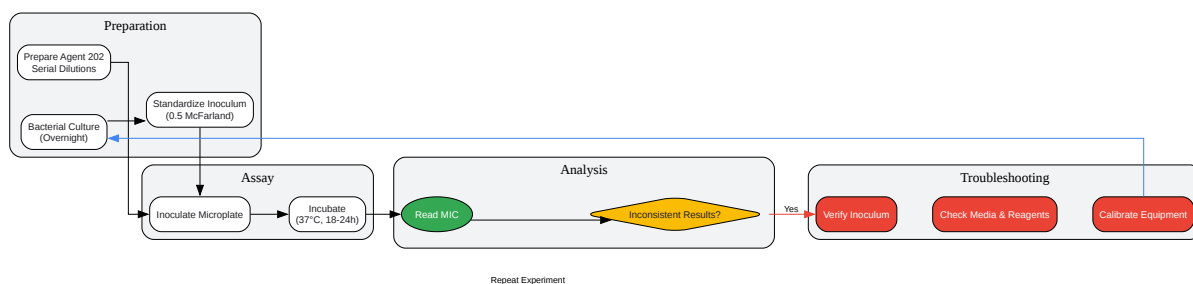 Preparation
Prepare Agent 202
Serial Dilutions
Standardize Inoculum
(0.5 McFarland)
Bacterial Culture
(Overnight)
Assay
Inoculate Microplate
Incubate
(37°C, 18-24h)
Analysis
Read MIC
Inconsistent Results?
Yes
Troubleshooting
Verify Inoculum
Check Media & Reagents
Calibrate Equipment
Repeat Experiment